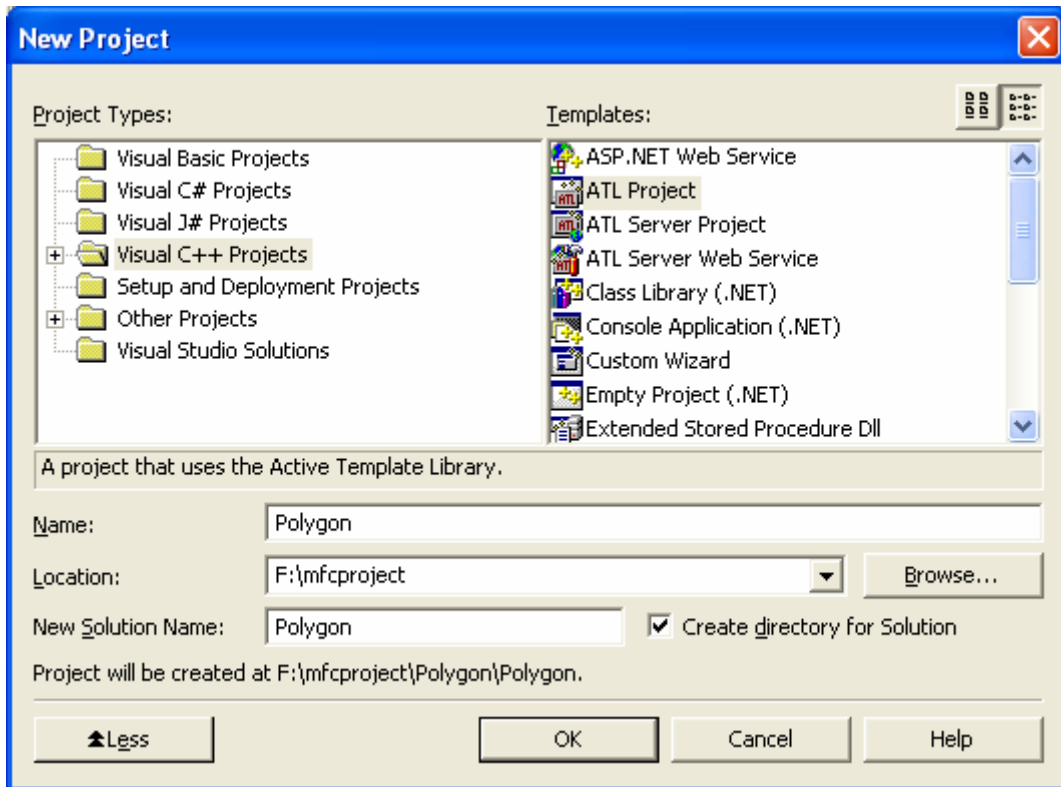 New Project
Project Types:
Templates:
Visual Basic Projects
Visual C# Projects
Visual J# Projects
Visual C++ Projects
Setup and Deployment Projects
Other Projects
Visual Studio Solutions
ASP.NET Web Service
ATL Project
ATL Server Project
ATL Server Web Service
Class Library (.NET)
Console Application (.NET)
Custom Wizard
Empty Project (.NET)
Extended Stored Procedure Dll
A project that uses the Active Template Library.
Name: Polygon
Location: F:\mfcproject Browse...
New Solution Name: Polygon Create directory for Solution
Project will be created at F:\mfcproject\Polygon\Polygon.
Less OK Cancel Help